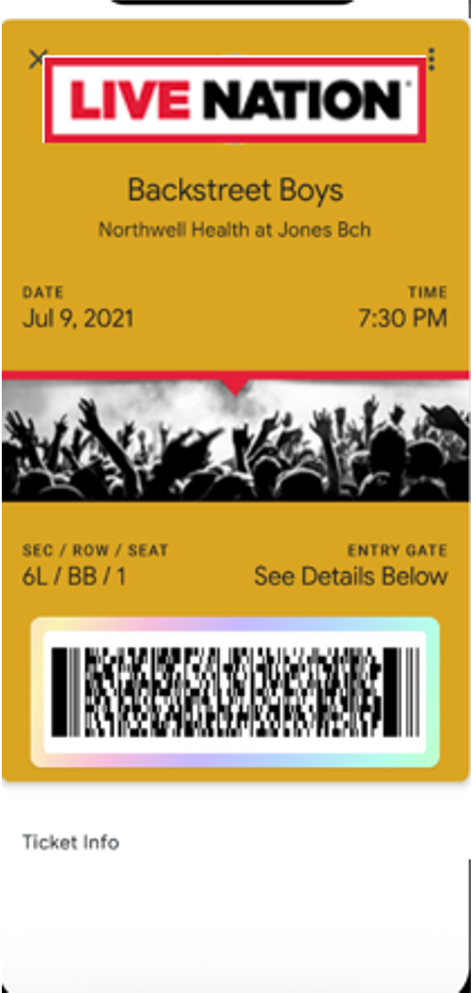 LIVE NATION
Backstreet Boys
Northwell Health at Jones Bch
DATE
TIME
Jul 9, 2021
7:30 PM
SEC / ROW / SEAT
ENTRY GATE
6L / BB / 1
See Details Below
Ticket Info